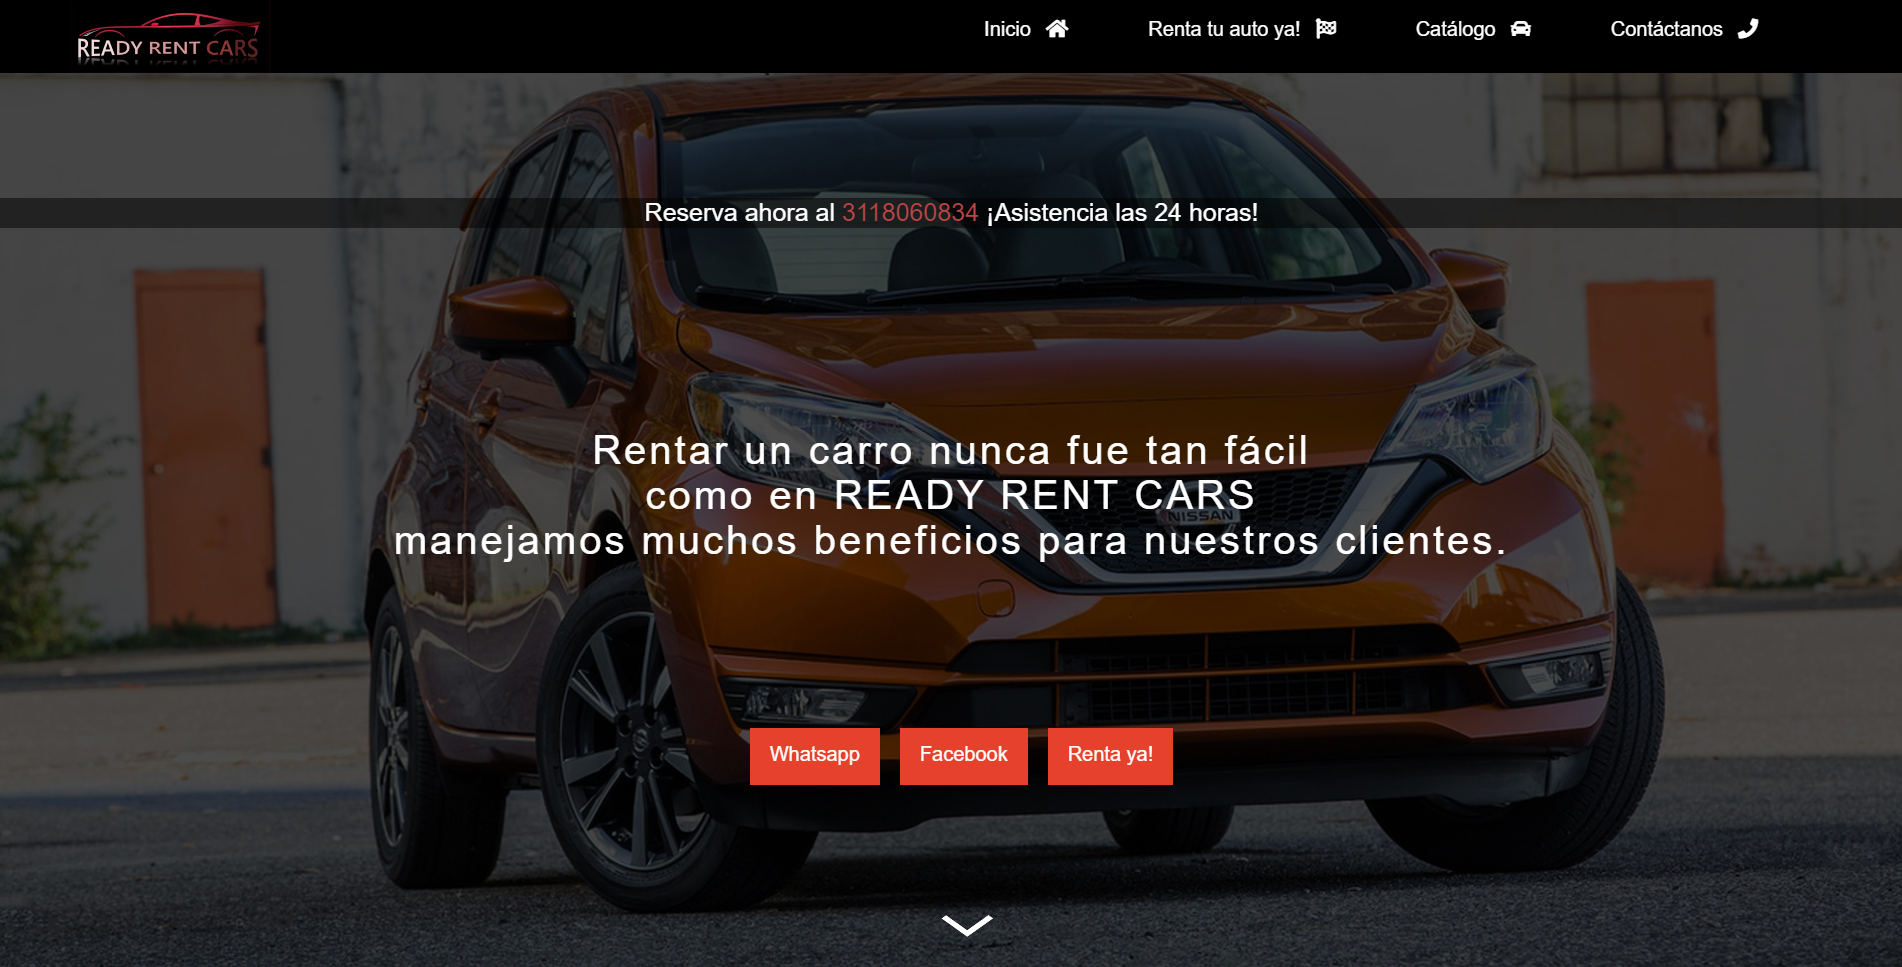 READY RENT CARS
Inicio
Renta tu auto ya!
Catálogo
Contáctanos
Reserva ahora al 3118060834 ¡Asistencia las 24 horas!
Rentar un carro nunca fue tan fácil
como en READY RENT CARS
manejamos muchos beneficios para nuestros clientes.
NISSAN
Whatsapp
Facebook
Renta ya!